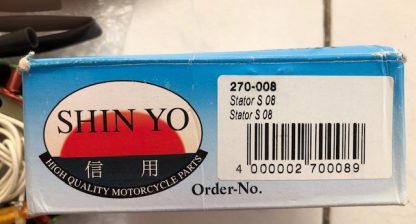 SHIN YO
信用
HIGH QUALITY MOTORCYCLE PARTS
Order-No.
270-008
Stator S 08
Stator S 08
4 000002 700089